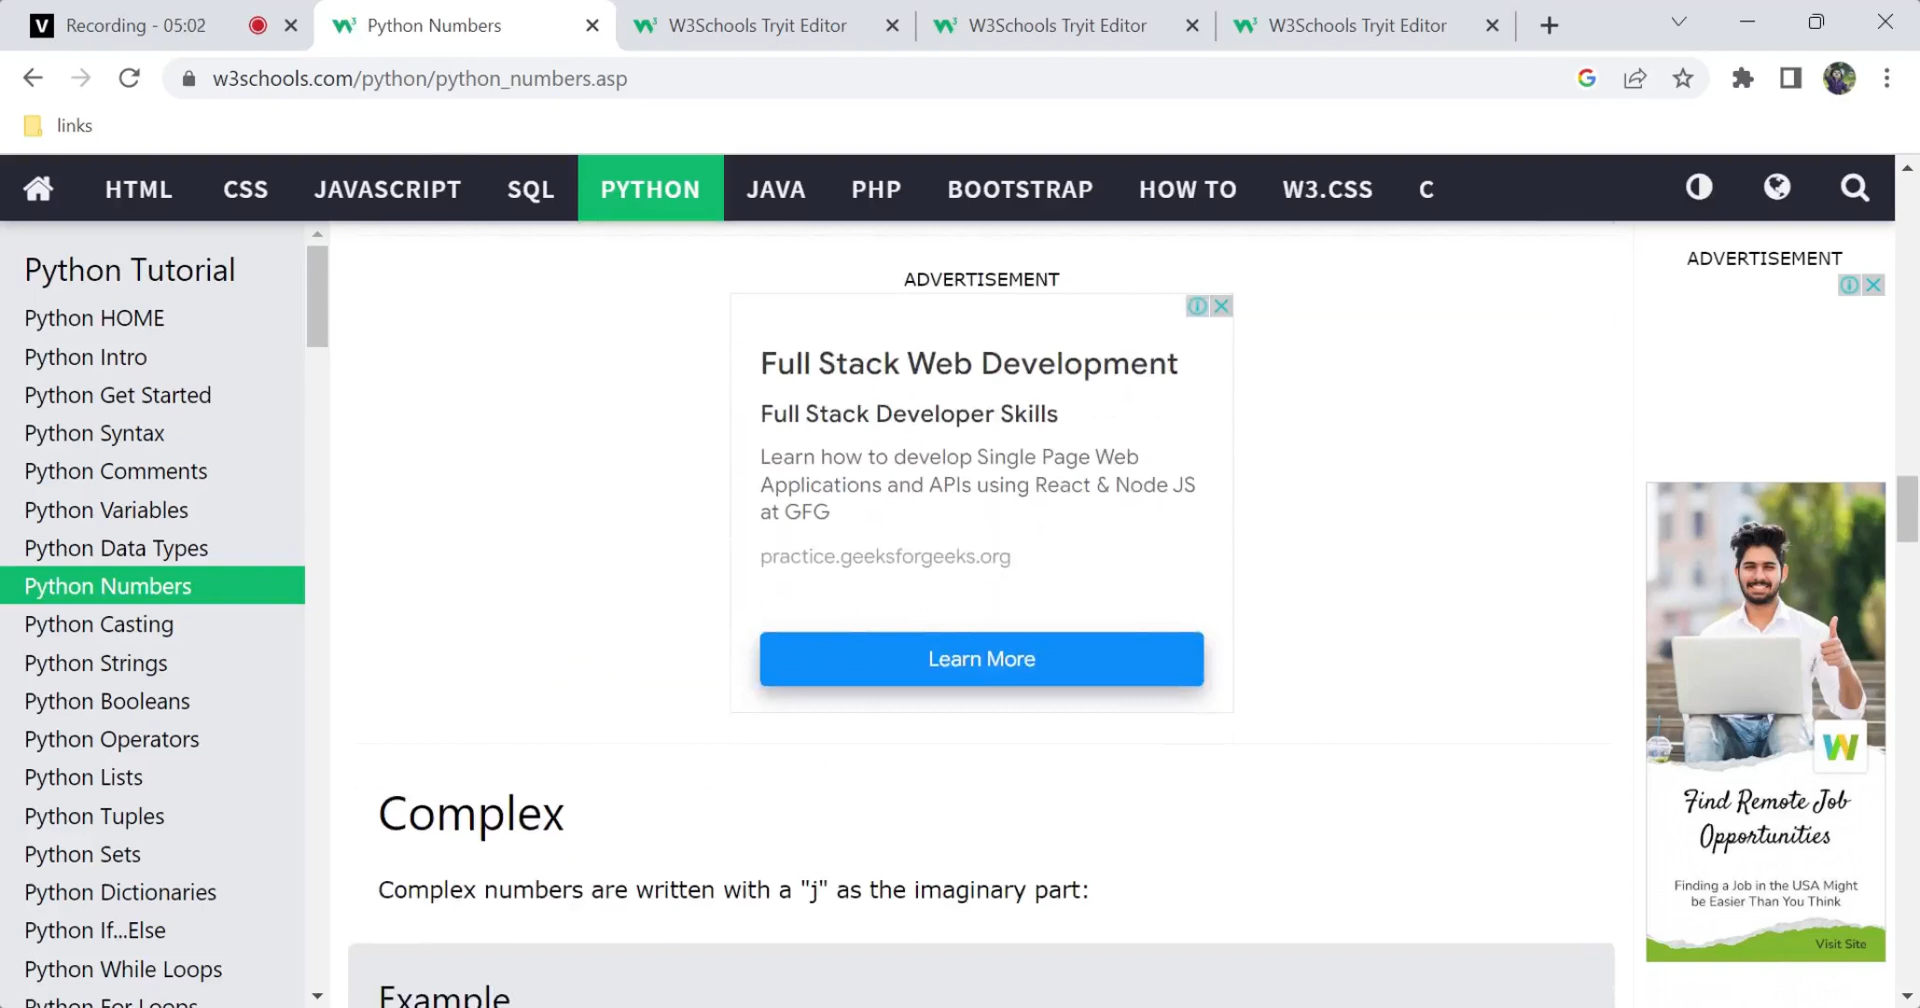 V Recording - 05:02
Python Numbers
W3Schools Tryit Editor
W3Schools Tryit Editor
W3Schools Tryit Editor
w3schools.com/python/python_numbers.asp
links
HTML CSS JAVASCRIPT SQL PYTHON JAVA PHP BOOTSTRAP HOW TO W3.CSS C
Python Tutorial
Python HOME
Python Intro
Python Get Started
Python Syntax
Python Comments
Python Variables
Python Data Types
Python Numbers
Python Casting
Python Strings
Python Booleans
Python Operators
Python Lists
Python Tuples
Python Sets
Python Dictionaries
Python If...Else
Python While Loops
Python For Loops
ADVERTISEMENT
Full Stack Web Development
Full Stack Developer Skills
Learn how to develop Single Page Web
Applications and APIs using React & Node JS
at GFG
practice.geeksforgeeks.org
Learn More
Complex
Complex numbers are written with a "j" as the imaginary part:
Example
ADVERTISEMENT
W
Find Remote Job
Opportunities
Finding a Job in the USA Might
be Easier Than You Think
Visit Site